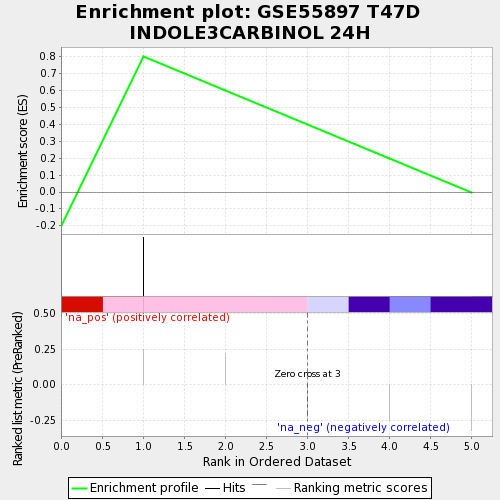 Enrichment plot: GSE55897 T47D
INDOLE3CARBINOL 24H
Enrichment score (ES)
0.8
0.7
0.6
0.5
0.4
0.3
0.2
0.1
0.0
-0.1
-0.2
Ranked list metric (PreRanked)
0.50
0.25
0.00
-0.25
'na_pos' (positively correlated)
Zero cross at 3
'na_neg' (negatively correlated)
0.0 0.5 1.0 1.5 2.0 2.5 3.0 3.5 4.0 4.5 5.0
Rank in Ordered Dataset
Enrichment profile Hits Ranking metric scores